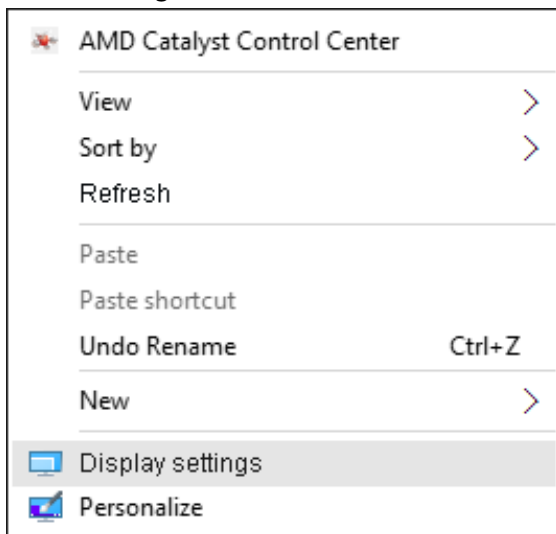 AMD Catalyst Control Center
View
Sort by
Refresh
Paste
Paste shortcut
Undo Rename Ctrl+Z
New
Display settings
Personalize